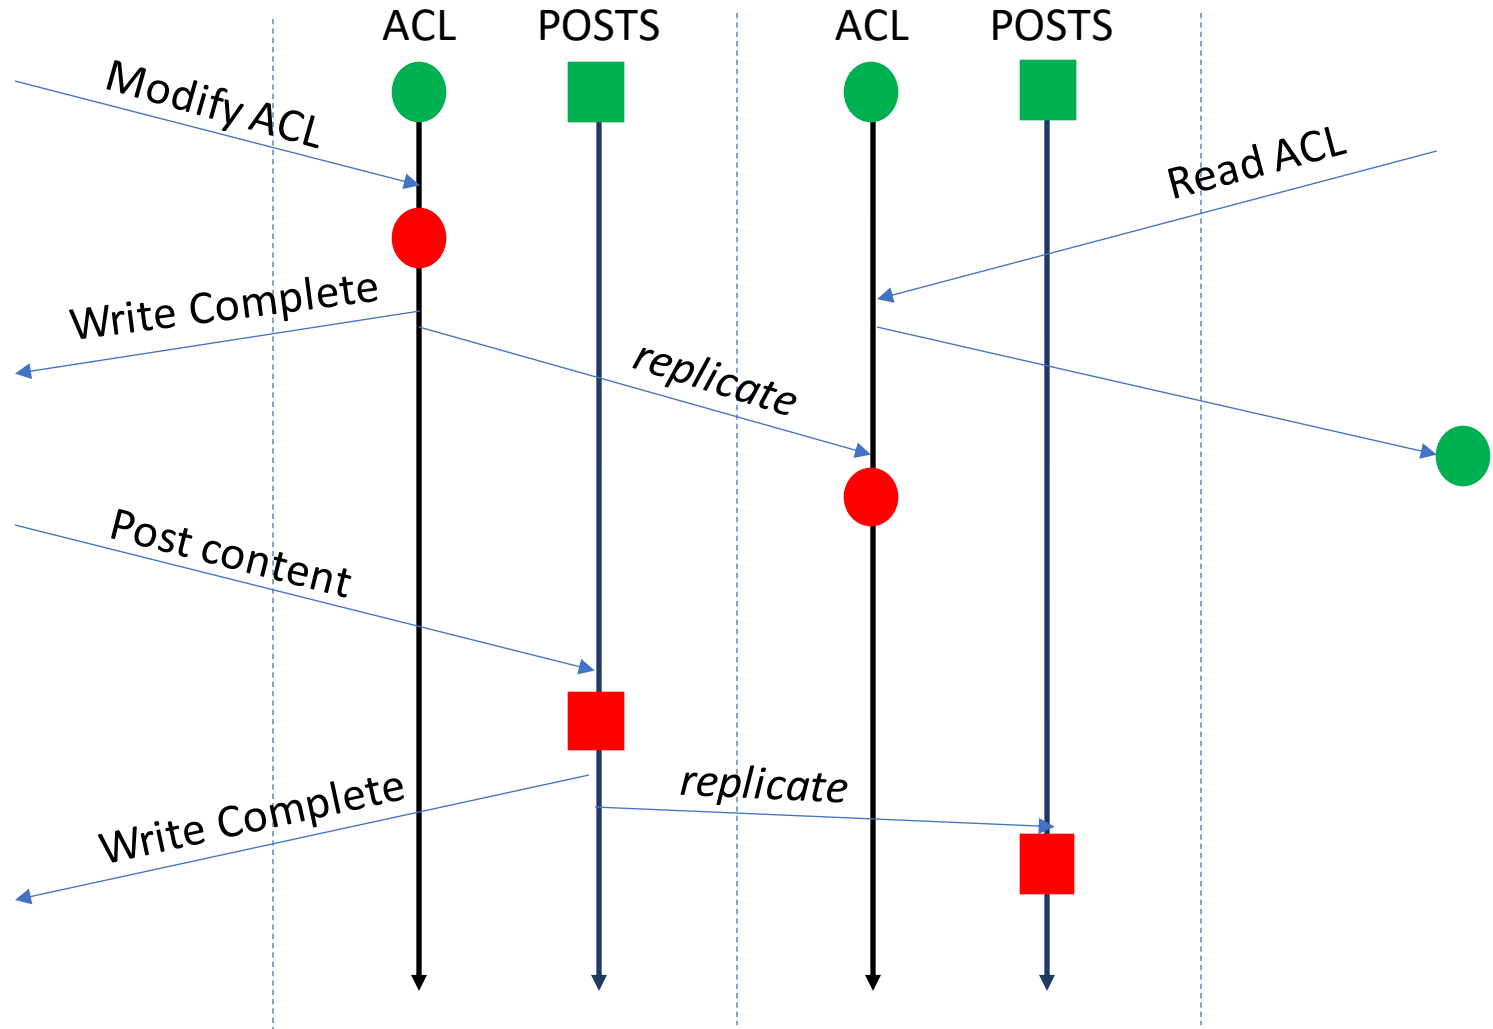 ACL
POSTS
ACL
POSTS
Modify ACL
Read ACL
Write Complete
replicate
Post content
Write Complete
replicate